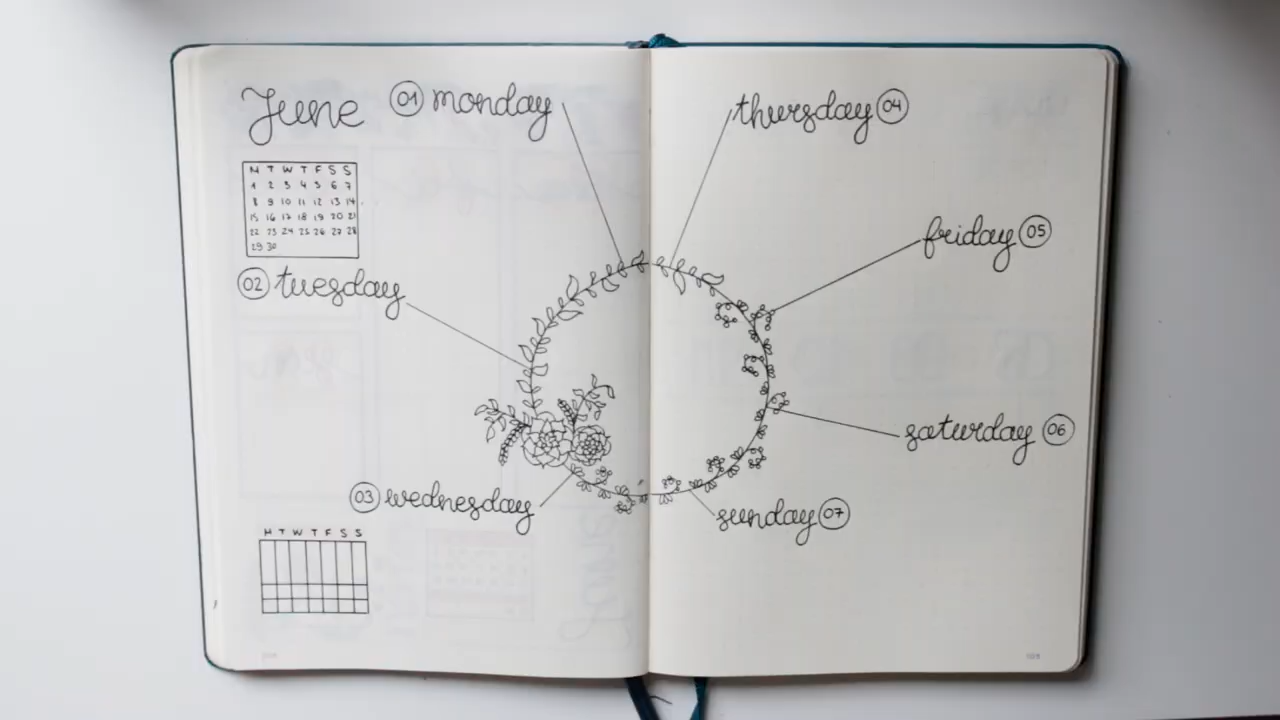 June
01 monday
M T W T F S S
1 2 3 4 5 6 7
8 9 10 11 12 13 14
15 16 17 18 19 20 21
22 23 24 25 26 27 28
29 30
02 tuesday
03 wednesday
M T W T F S S
thursday 04
friday 05
saturday 06
sunday 07